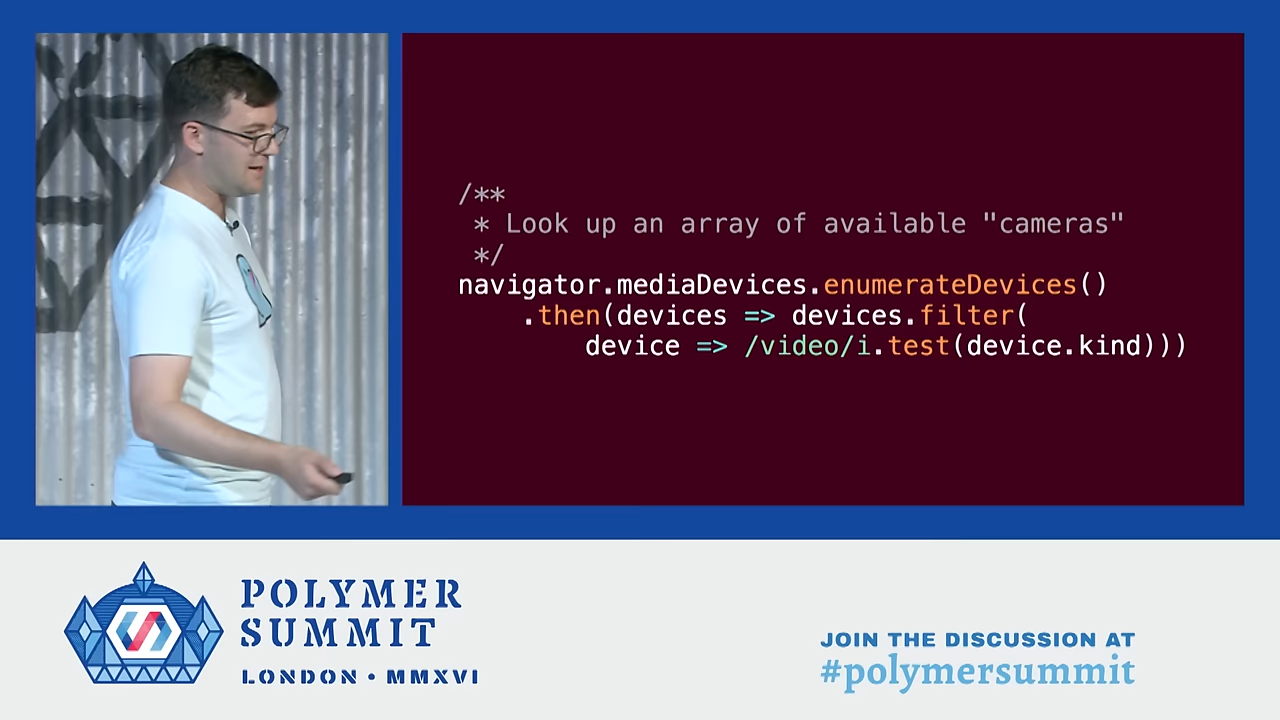 /**
 * Look up an array of available "cameras"
 */
navigator.mediaDevices.enumerateDevices()
    .then(devices => devices.filter(
        device => /video/i.test(device.kind)))
POLYMER
SUMMIT
LONDON • MMXVI
JOIN THE DISCUSSION AT
#polymersummit